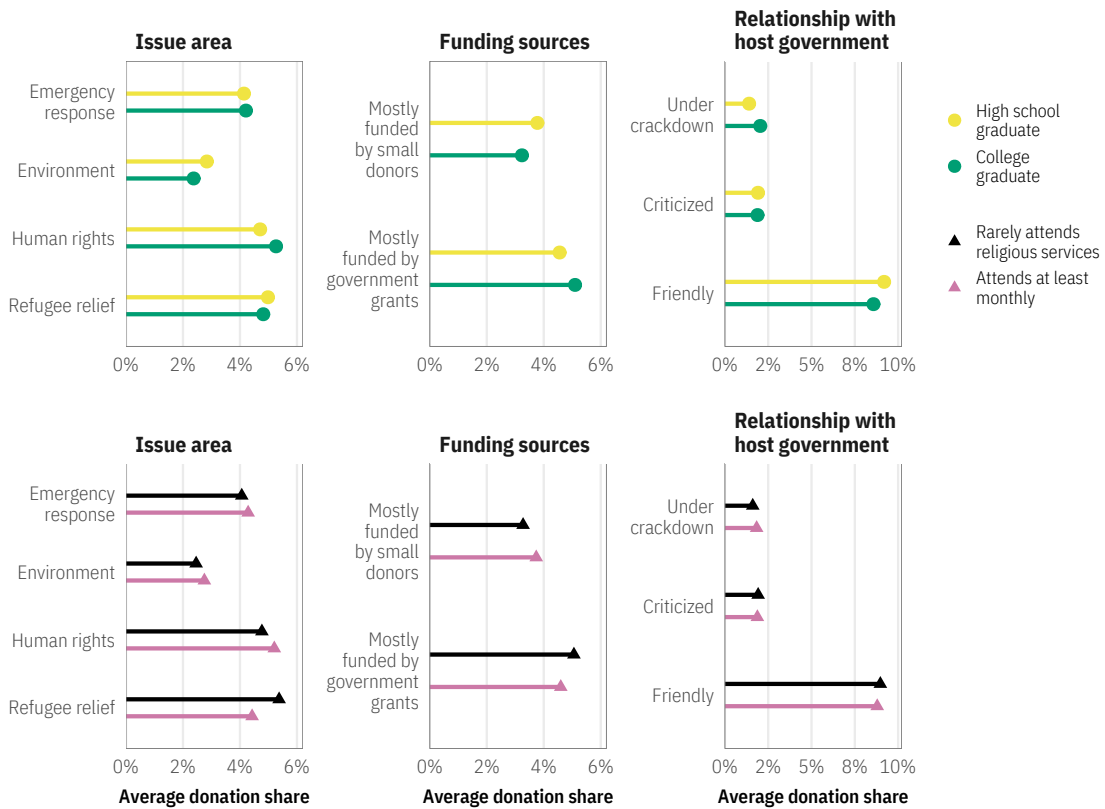 Issue area
Emergency
response
Environment
Human rights
Refugee relief
0% 2% 4% 6%
Funding sources
Mostly
funded
by small
donors
Mostly
funded by
government
grants
0% 2% 4% 6%
Relationship with
host government
Under
crackdown
Criticized
Friendly
0% 2% 5% 8% 10%
High school
graduate
College
graduate
Rarely attends
religious services
Attends at least
monthly
Issue area
Emergency
response
Environment
Human rights
Refugee relief
0% 2% 4% 6%
Average donation share
Funding sources
Mostly
funded
by small
donors
Mostly
funded by
government
grants
0% 2% 4% 6%
Average donation share
Relationship with
host government
Under
crackdown
Criticized
Friendly
0% 2% 5% 8% 10%
Average donation share